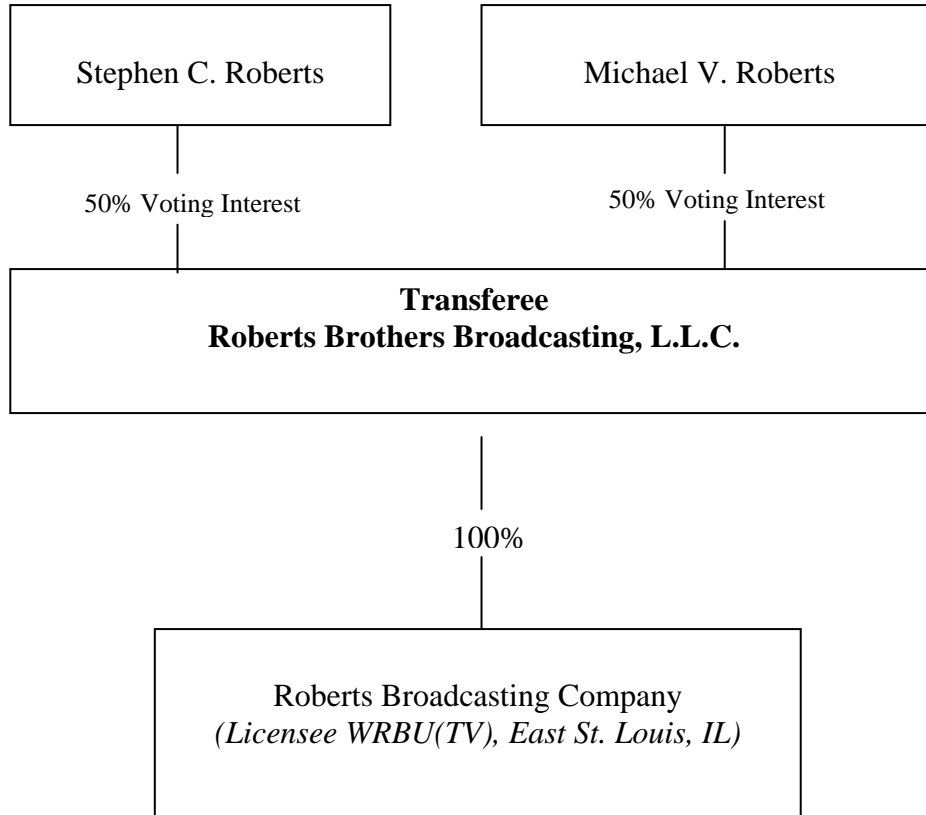 Stephen C. Roberts
Michael V. Roberts
50% Voting Interest
50% Voting Interest
Transferee
Roberts Brothers Broadcasting, L.L.C.
100%
Roberts Broadcasting Company
(Licensee WRBU(TV), East St. Louis, IL)